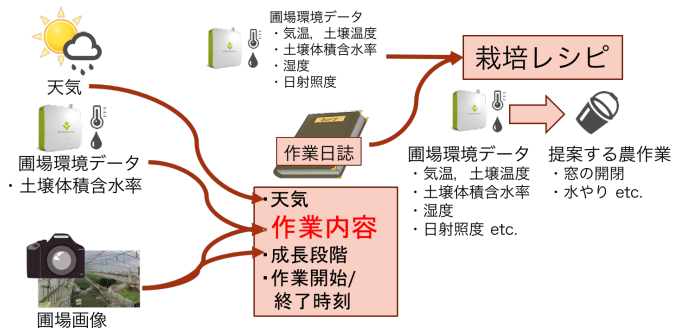 天気
圃場環境データ
・土壌体積含水率
圃場画像
圃場環境データ
・気温，土壌温度
・土壌体積含水率
・湿度
・日射照度
作業日誌
・天気
作業内容
・成長段階
・作業開始/
終了時刻
栽培レシピ
圃場環境データ
・気温，土壌温度
・土壌体積含水率
・湿度
・日射照度 etc.
提案する農作業
・窓の開閉
・水やり etc.